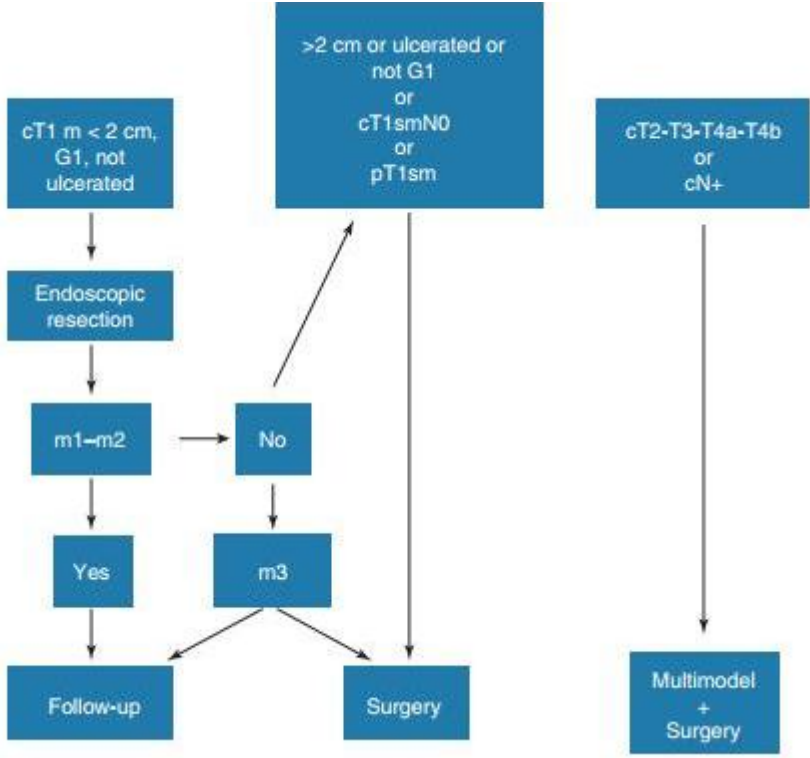 cT1 m < 2 cm,
G1, not
ulcerated
Endoscopic
resection
m1–m2
Yes
Follow-up
No
m3
>2 cm or ulcerated or
not G1
or
cT1smN0
or
pT1sm
Surgery
cT2-T3-T4a-T4b
or
cN+
Multimodel
+
Surgery